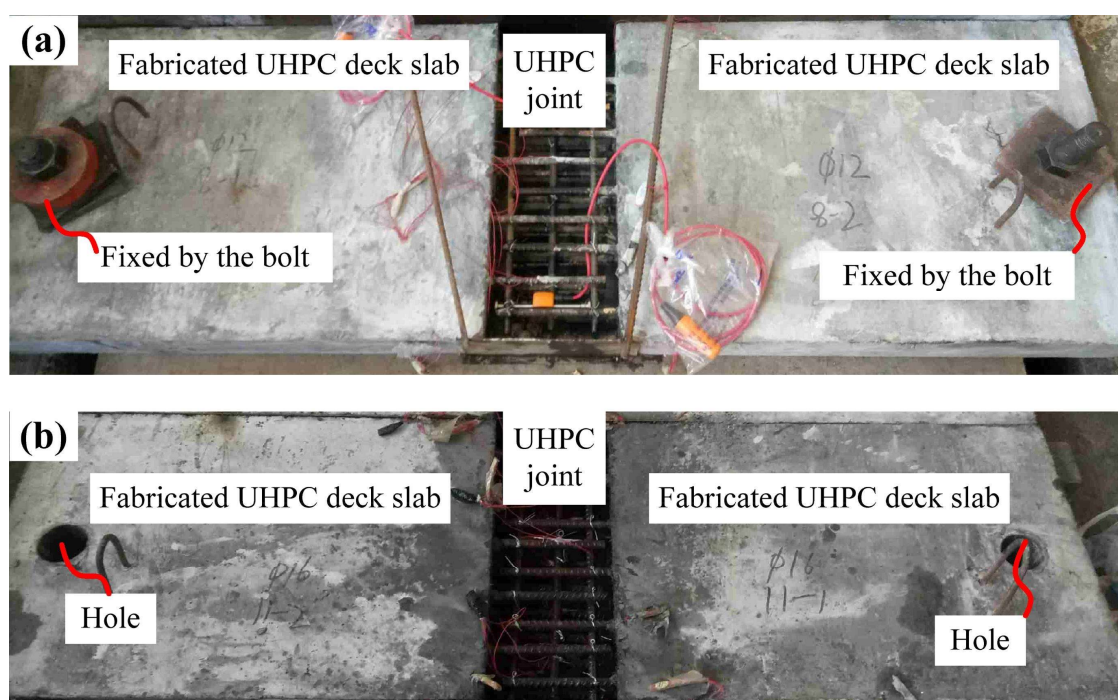 (a)
Fabricated UHPC deck slab
UHPC
joint
Fabricated UHPC deck slab
ϕ12
ϕ12
8-2
Fixed by the bolt
Fixed by the bolt
(b)
UHPC
joint
Fabricated UHPC deck slab
Fabricated UHPC deck slab
ϕ16
11-2
ϕ16
11-1
Hole
Hole